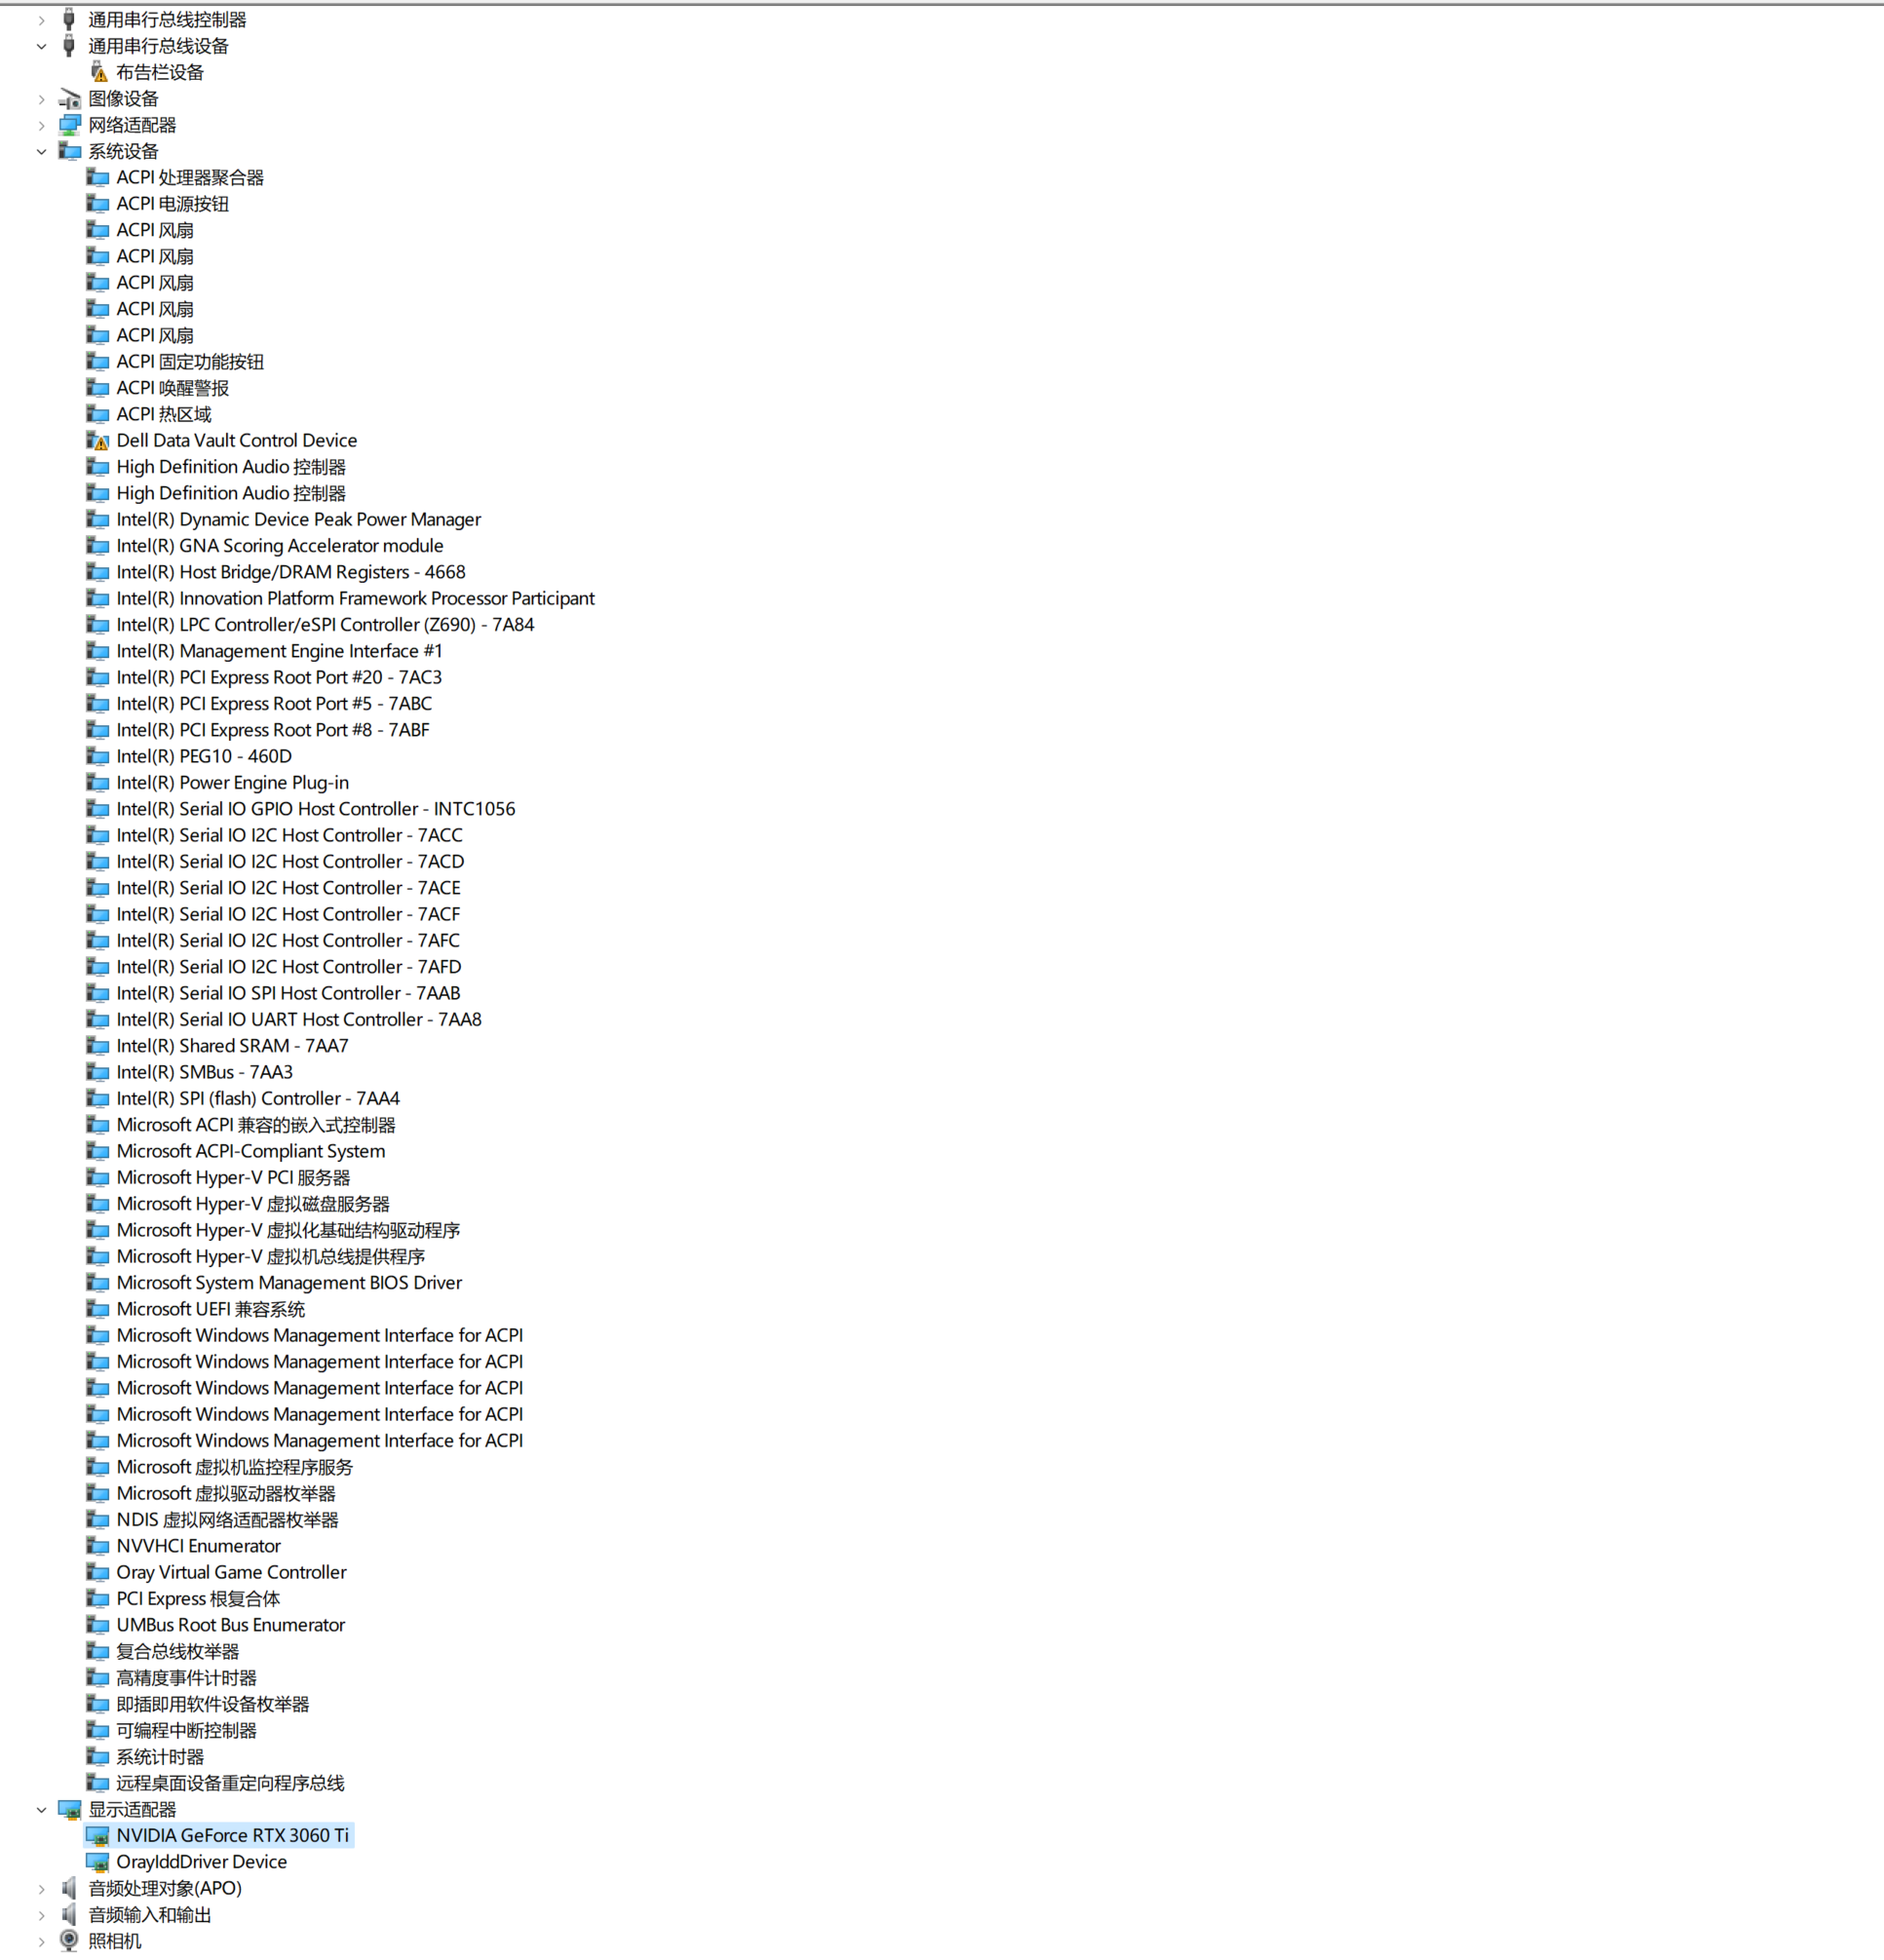 通用串行总线控制器
通用串行总线设备
布告栏设备
图像设备
网络适配器
系统设备
ACPI 处理器聚合器
ACPI 电源按钮
ACPI 风扇
ACPI 风扇
ACPI 风扇
ACPI 风扇
ACPI 风扇
ACPI 固定功能按钮
ACPI 唤醒警报
ACPI 热区域
Dell Data Vault Control Device
High Definition Audio 控制器
High Definition Audio 控制器
Intel(R) Dynamic Device Peak Power Manager
Intel(R) GNA Scoring Accelerator module
Intel(R) Host Bridge/DRAM Registers - 4668
Intel(R) Innovation Platform Framework Processor Participant
Intel(R) LPC Controller/eSPI Controller (Z690) - 7A84
Intel(R) Management Engine Interface #1
Intel(R) PCI Express Root Port #20 - 7AC3
Intel(R) PCI Express Root Port #5 - 7ABC
Intel(R) PCI Express Root Port #8 - 7ABF
Intel(R) PEG10 - 460D
Intel(R) Power Engine Plug-in
Intel(R) Serial IO GPIO Host Controller - INTC1056
Intel(R) Serial IO I2C Host Controller - 7ACC
Intel(R) Serial IO I2C Host Controller - 7ACD
Intel(R) Serial IO I2C Host Controller - 7ACE
Intel(R) Serial IO I2C Host Controller - 7ACF
Intel(R) Serial IO I2C Host Controller - 7AFC
Intel(R) Serial IO I2C Host Controller - 7AFD
Intel(R) Serial IO SPI Host Controller - 7AAB
Intel(R) Serial IO UART Host Controller - 7AA8
Intel(R) Shared SRAM - 7AA7
Intel(R) SMBus - 7AA3
Intel(R) SPI (flash) Controller - 7AA4
Microsoft ACPI 兼容的嵌入式控制器
Microsoft ACPI-Compliant System
Microsoft Hyper-V PCI 服务器
Microsoft Hyper-V 虚拟磁盘服务器
Microsoft Hyper-V 虚拟化基础结构驱动程序
Microsoft Hyper-V 虚拟机总线提供程序
Microsoft System Management BIOS Driver
Microsoft UEFI 兼容系统
Microsoft Windows Management Interface for ACPI
Microsoft Windows Management Interface for ACPI
Microsoft Windows Management Interface for ACPI
Microsoft Windows Management Interface for ACPI
Microsoft Windows Management Interface for ACPI
Microsoft 虚拟机监控程序服务
Microsoft 虚拟驱动器枚举器
NDIS 虚拟网络适配器枚举器
NVVHCI Enumerator
Oray Virtual Game Controller
PCI Express 根复合体
UMBus Root Bus Enumerator
复合总线枚举器
高精度事件计时器
即插即用软件设备枚举器
可编程中断控制器
系统计时器
远程桌面设备重定向程序总线
显示适配器
NVIDIA GeForce RTX 3060 Ti
OrayIddDriver Device
音频处理对象(APO)
音频输入和输出
照相机